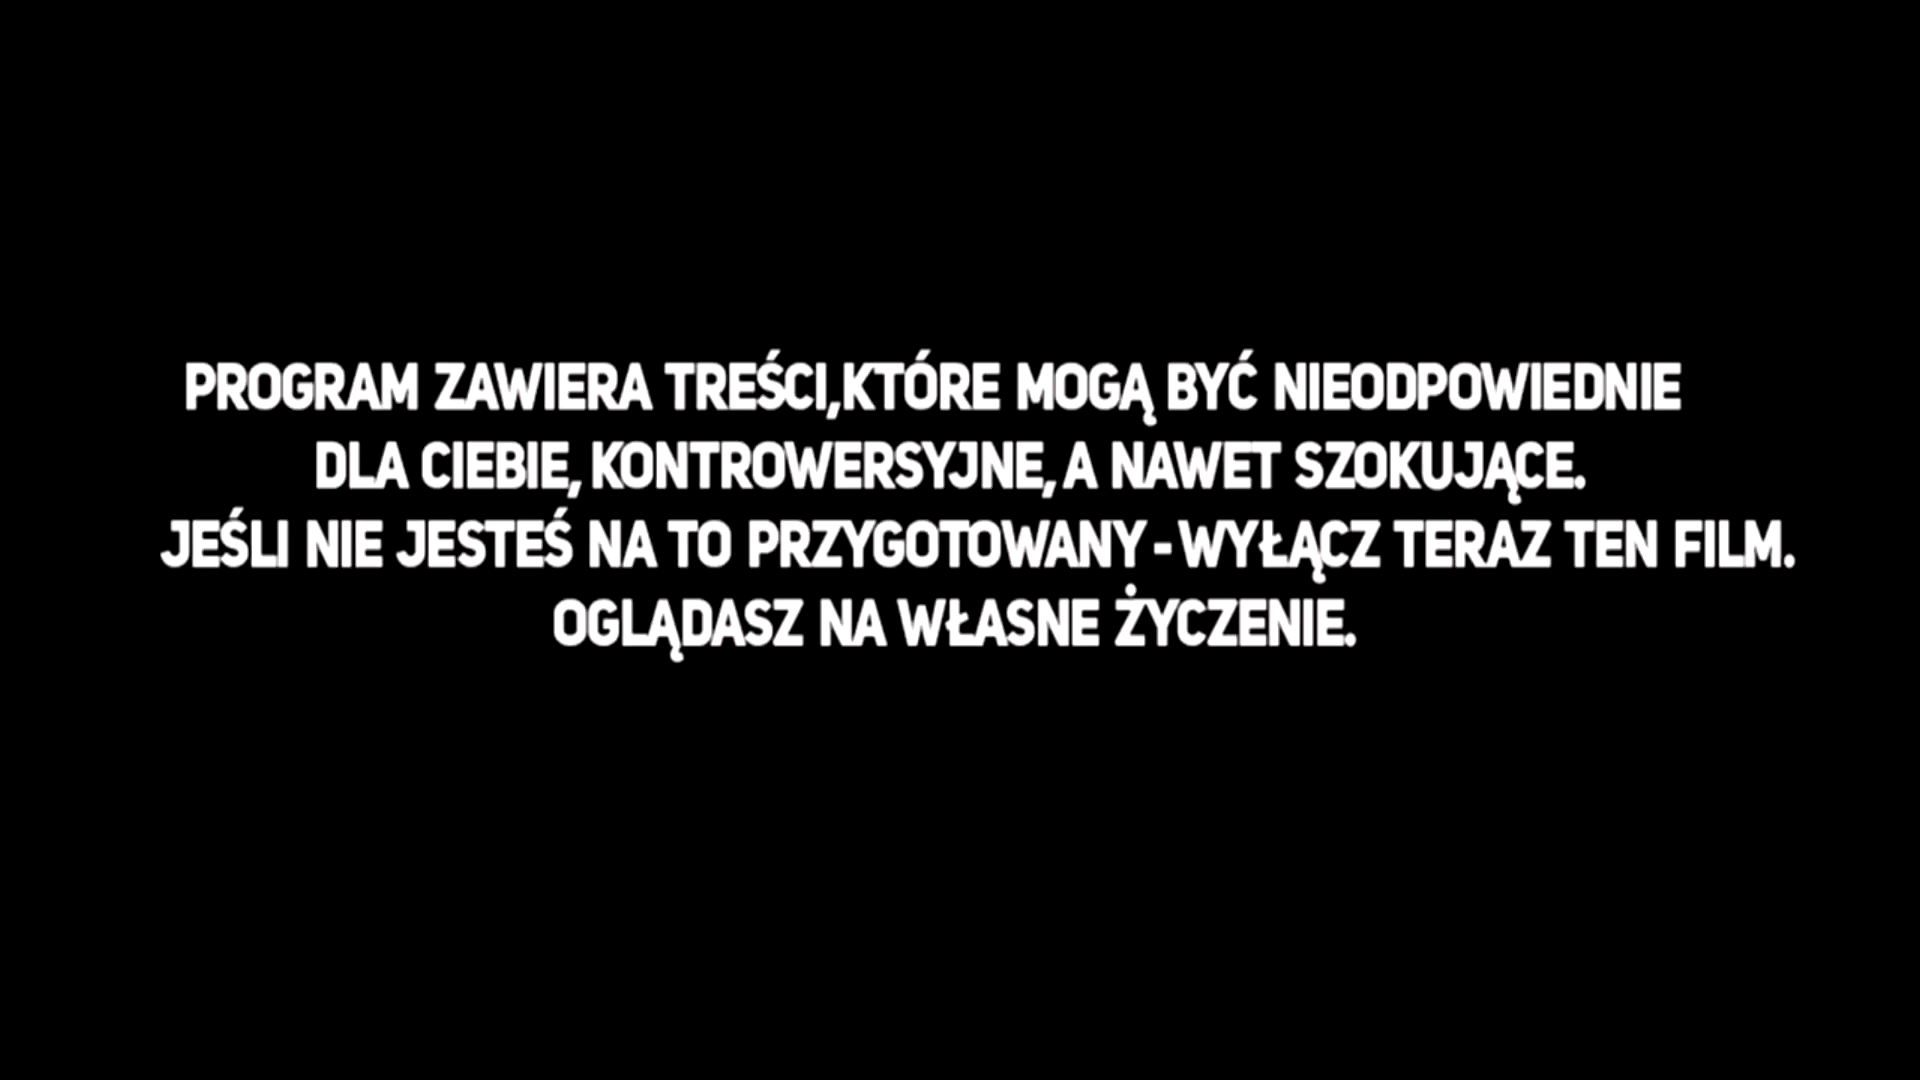 PROGRAM ZAWIERA TREŚCI,KTÓRE MOGĄ BYĆ NIEODPOWIEDNIE
DLA CIEBIE, KONTROWERSYJNE, A NAWET SZOKUJĄCE.
JEŚLI NIE JESTEŚ NA TO PRZYGOTOWANY - WYŁĄCZ TERAZ TEN FILM.
OGLĄDASZ NA WŁASNE ŻYCZENIE.